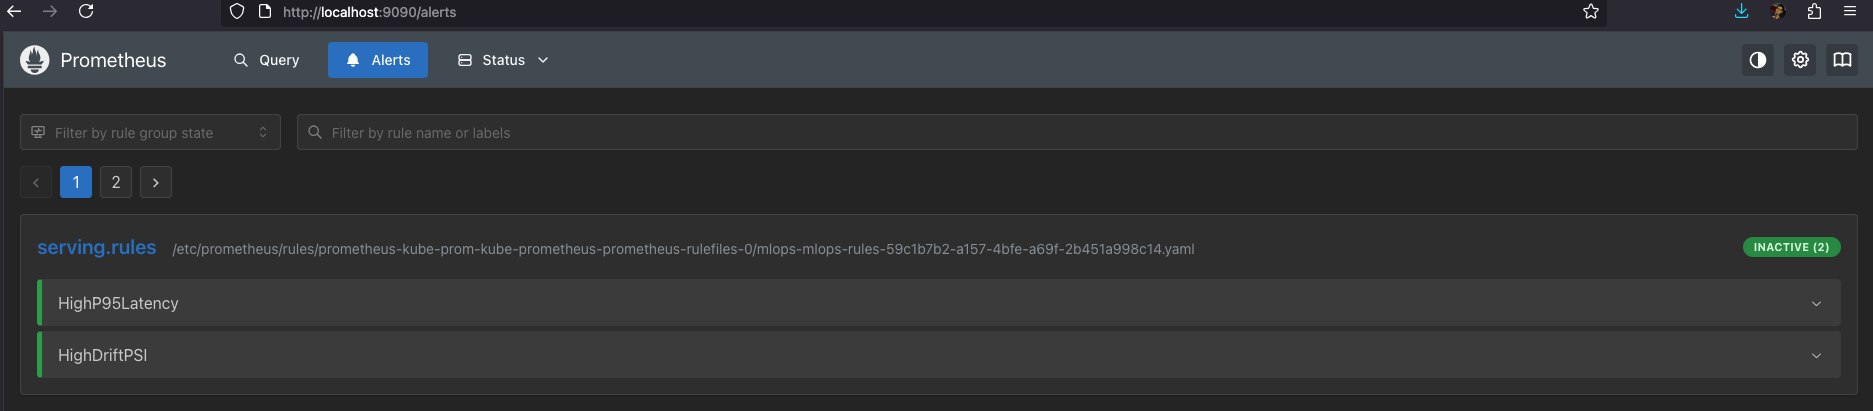 http://localhost:9090/alerts
Prometheus Query Alerts Status
Filter by rule group state Filter by rule name or labels
1 2
serving.rules /etc/prometheus/rules/prometheus-kube-prom-kube-prometheus-prometheus-rulefiles-0/mlops-mlops-rules-59c1b7b2-a157-4bfe-a69f-2b451a998c14.yaml INACTIVE (2)
HighP95Latency
HighDriftPSI